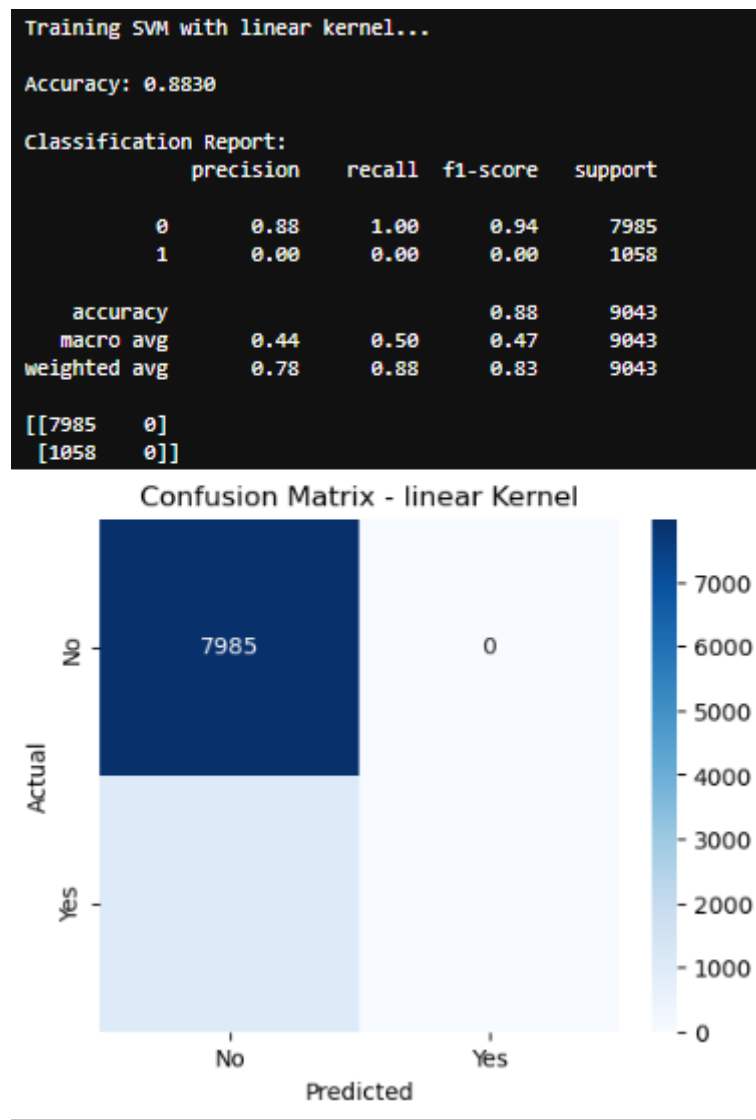 Training SVM with linear kernel...
Accuracy: 0.8830
Classification Report:
precision recall f1-score support
0 0.88 1.00 0.94 7985
1 0.00 0.00 0.00 1058
accuracy 0.88 9043
macro avg 0.44 0.50 0.47 9043
weighted avg 0.78 0.88 0.83 9043
[[7985 0]
[1058 0]]
Confusion Matrix - linear Kernel
7985 0
No
Yes
Actual
No Yes
Predicted
7000
6000
5000
4000
3000
2000
1000
0